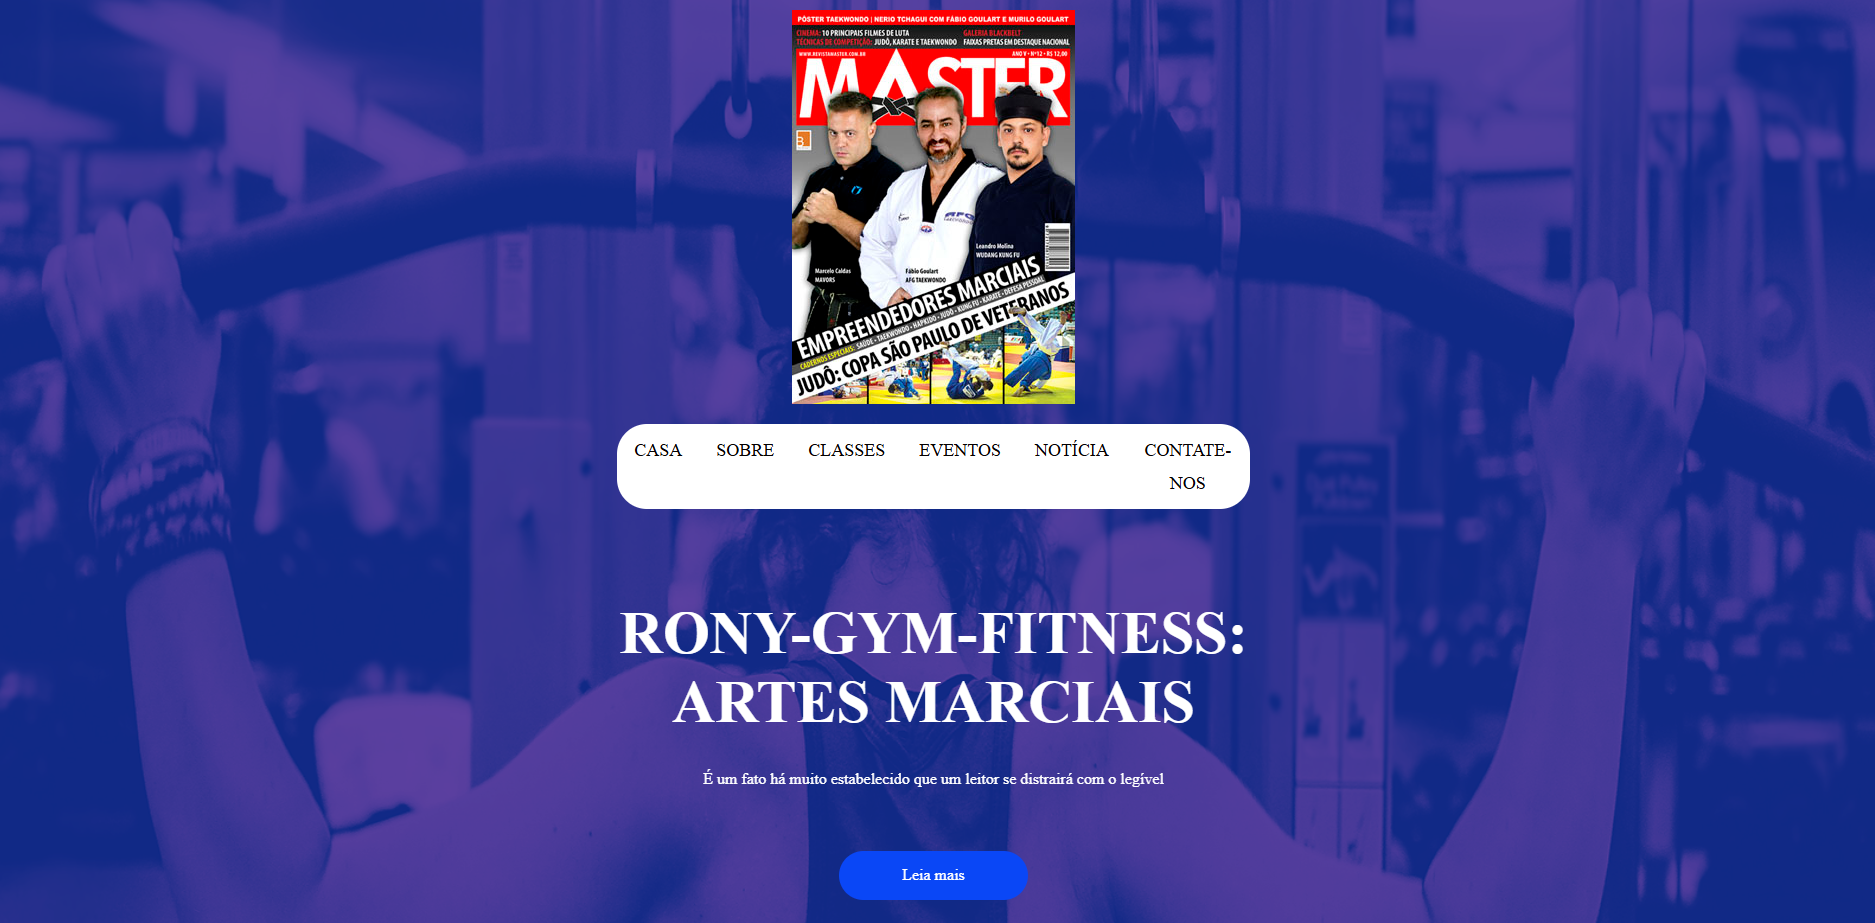 PÔSTER TAEKWONDO | NERIO TCHAGUI COM FÁBIO GOULART E MURILO GOULART
CINEMA: 10 PRINCIPAIS FILMES DE LUTA
TÉCNICAS DE COMPETIÇÃO: JUDÔ, KARATE E TAEKWONDO
GALERIA BLACKBELT
FAIXAS PRETAS EM DESTAQUE NACIONAL
WWW.REVISTAMASTER.COM.BR
ANO V • Nº12 • R$ 12,00
MASTER
Leandro Molina
WUDANG KUNG FU
Marcelo Caldas
MAVORS
Fábio Goulart
AFG TAEKWONDO
EMPREENDEDORES MARCIAIS
CADERNOS ESPECIAIS: SAÚDE • TAEKWONDO • HAPKIDO • JUDÔ • KUNG FU • KARATE • DEFESA PESSOAL
JUDÔ: COPA SÃO PAULO DE VETERANOS
CASA SOBRE CLASSES EVENTOS NOTÍCIA CONTATE-
NOS
RONY-GYM-FITNESS:
ARTES MARCIAIS
É um fato há muito estabelecido que um leitor se distrairá com o legível
Leia mais